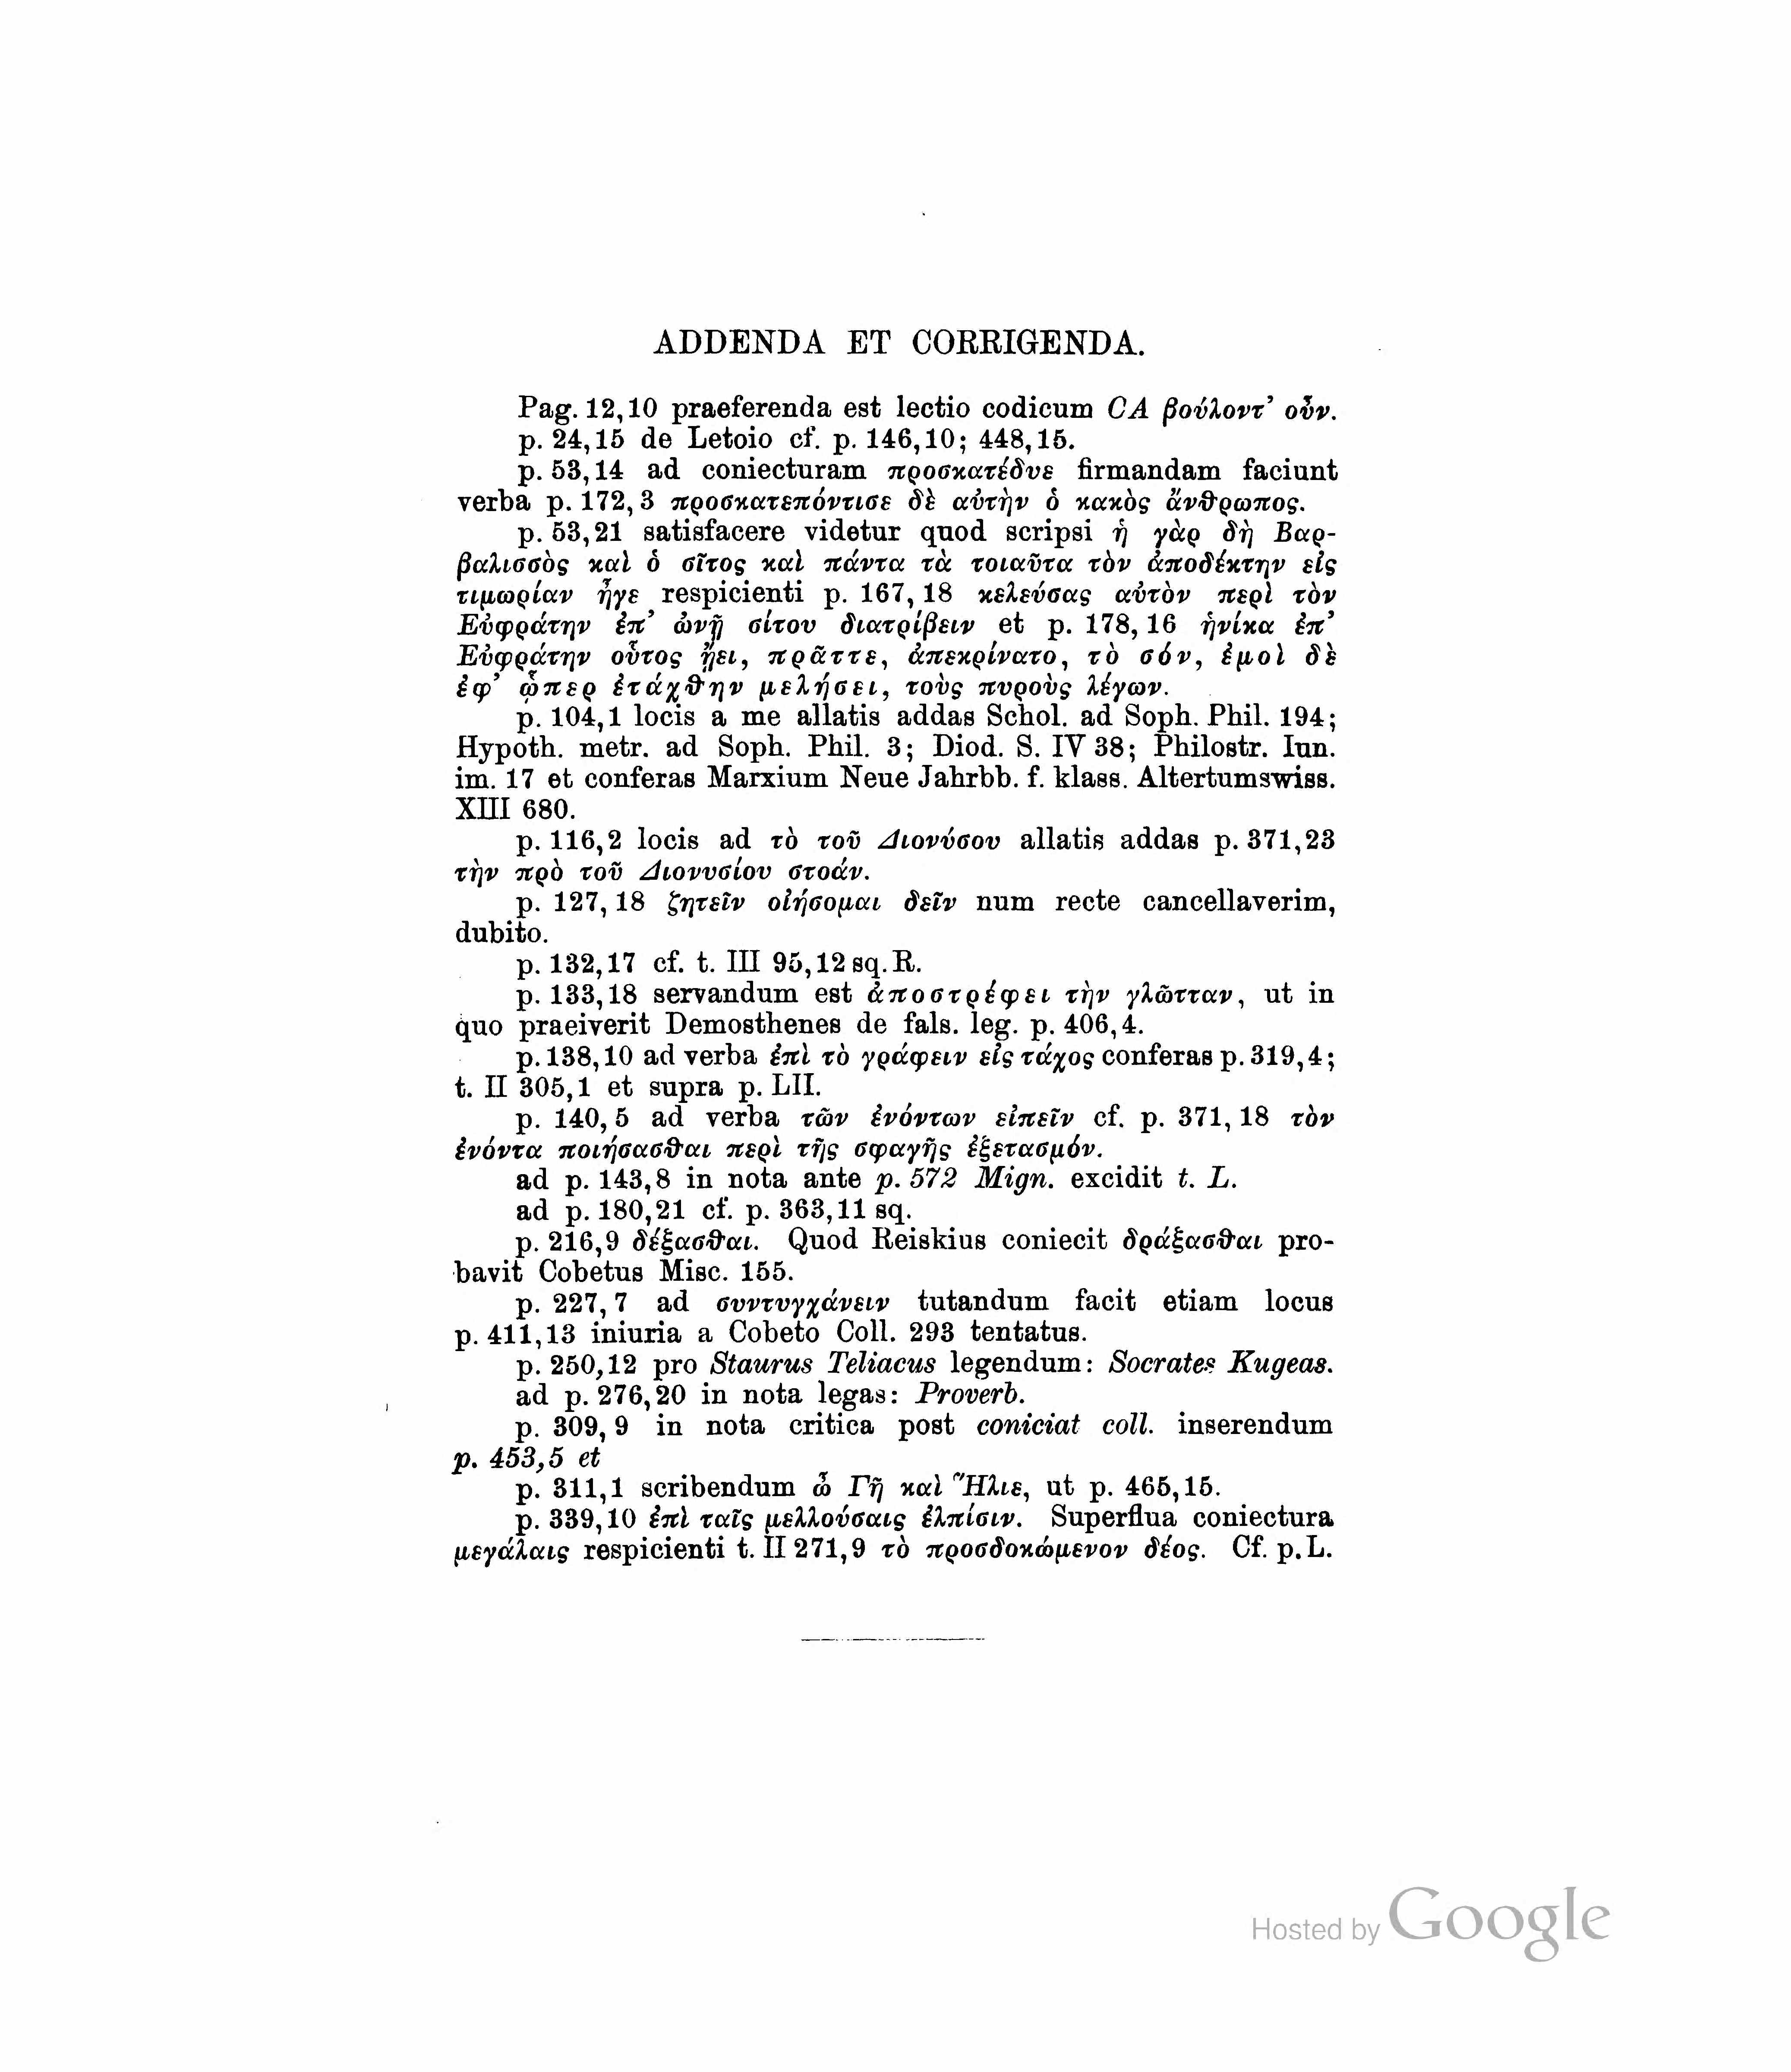 ADDENDA ET CORRIGENDA.
Pag. 12,10 praeferenda est lectio codicum CA βούλοντ’ οὖν.
p. 24,15 de Letoio cf. p. 146,10; 448,15.
p. 53,14 ad coniecturam προσκατέδυε firmandam faciunt
verba p. 172, 3 προσκατεπόντισε δὲ αὐτὴν ὁ κακὸς ἄνθρωπος.
p. 53,21 satisfacere videtur quod scripsi ἡ γὰρ δὴ Βαρ-
βαλισσὸς καὶ ὁ σῖτος καὶ πάντα τὰ τοιαῦτα τὸν ἀποδέκτην εἰς
τιμωρίαν ἦγε respicienti p. 167, 18 κελεύσας αὐτὸν περὶ τὸν
Εὐφράτην ἐπ’ ὠνῇ σίτου διατρίβειν et p. 178, 16 ἡνίκα ἐπ’
Εὐφράτην οὗτος ᾔει, πρᾶττε, ἀπεκρίνατο, τὸ σόν, ἐμοὶ δὲ
ἐφ’ ᾧπερ ἐτάχθην μελήσει, τοὺς πυροὺς λέγων.
p. 104,1 locis a me allatis addas Schol. ad Soph. Phil. 194;
Hypoth. metr. ad Soph. Phil. 3; Diod. S. IV 38; Philostr. Iun.
im. 17 et conferas Marxium Neue Jahrbb. f. klass. Altertumswiss.
XIII 680.
p. 116,2 locis ad τὸ τοῦ Διονύσου allatis addas p. 371,23
τὴν πρὸ τοῦ Διονυσίου στοάν.
p. 127, 18 ζητεῖν οἰήσομαι δεῖν num recte cancellaverim,
dubito.
p. 132,17 cf. t. III 95,12 sq. R.
p. 133,18 servandum est ἀποστρέφει τὴν γλῶτταν, ut in
quo praeiverit Demosthenes de fals. leg. p. 406,4.
p. 138,10 ad verba ἐπὶ τὸ γράφειν εἰς τάχος conferas p. 319,4;
t. II 305,1 et supra p. LII.
p. 140, 5 ad verba τῶν ἐνόντων εἰπεῖν cf. p. 371, 18 τὸν
ἐνόντα ποιήσασθαι περὶ τῆς σφαγῆς ἐξετασμόν.
ad p. 143,8 in nota ante p. 572 Mign. excidit t. L.
ad p. 180,21 cf. p. 363,11 sq.
p. 216,9 δέξασθαι. Quod Reiskius coniecit δράξασθαι pro-
bavit Cobetus Misc. 155.
p. 227, 7 ad συντυγχάνειν tutandum facit etiam locus
p. 411,13 iniuria a Cobeto Coll. 293 tentatus.
p. 250,12 pro Staurus Teliacus legendum: Socrates Kugeas.
ad p. 276,20 in nota legas: Proverb.
p. 309, 9 in nota critica post coniciat coll. inserendum
p. 453,5 et
p. 311,1 scribendum ὦ Γῆ καὶ Ἥλιε, ut p. 465,15.
p. 339,10 ἐπὶ ταῖς μελλούσαις ἐλπίσιν. Superflua coniectura
μεγάλαις respicienti t. II 271,9 τὸ προσδοκώμενον δέος. Cf. p. L.
Hosted by Google